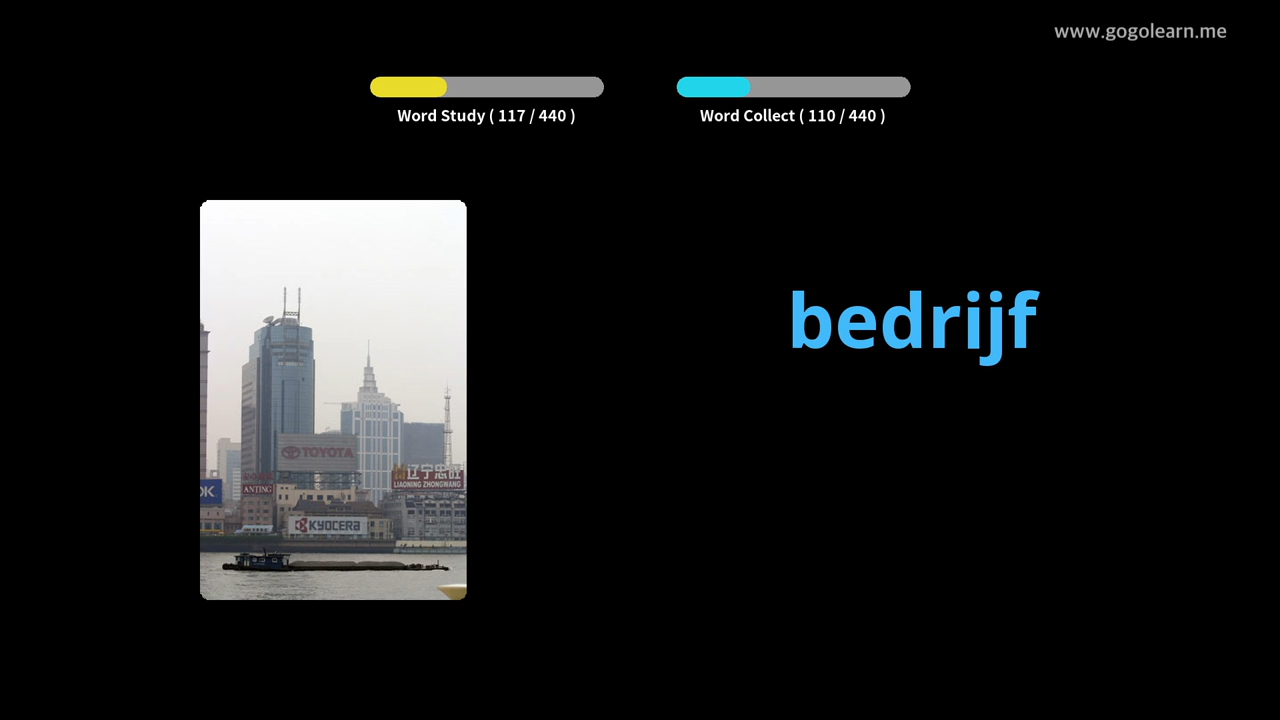 www.gogolearn.me
Word Study ( 117 / 440 )
Word Collect ( 110 / 440 )
bedrijf
TOYOTA
辽宁忠旺
LIAONING ZHONGWANG
OK
ANTING
KYOCERA